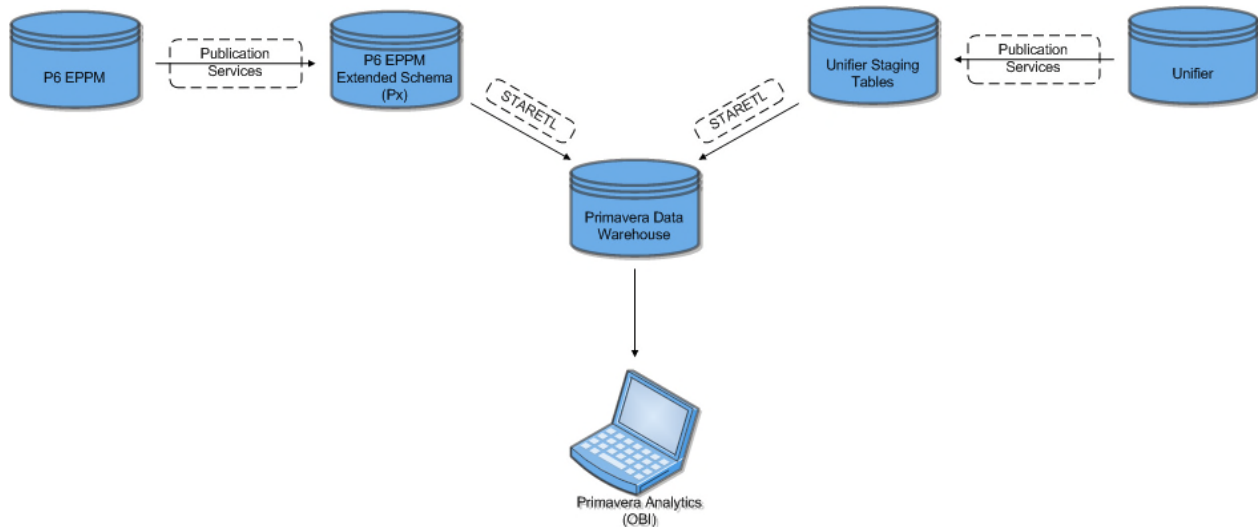 P6 EPPM
Publication
Services
P6 EPPM
Extended Schema
(Px)
Unifier Staging
Tables
Publication
Services
Unifier
STARETL
STARETL
Primavera Data
Warehouse
Primavera Analytics
(OBI)